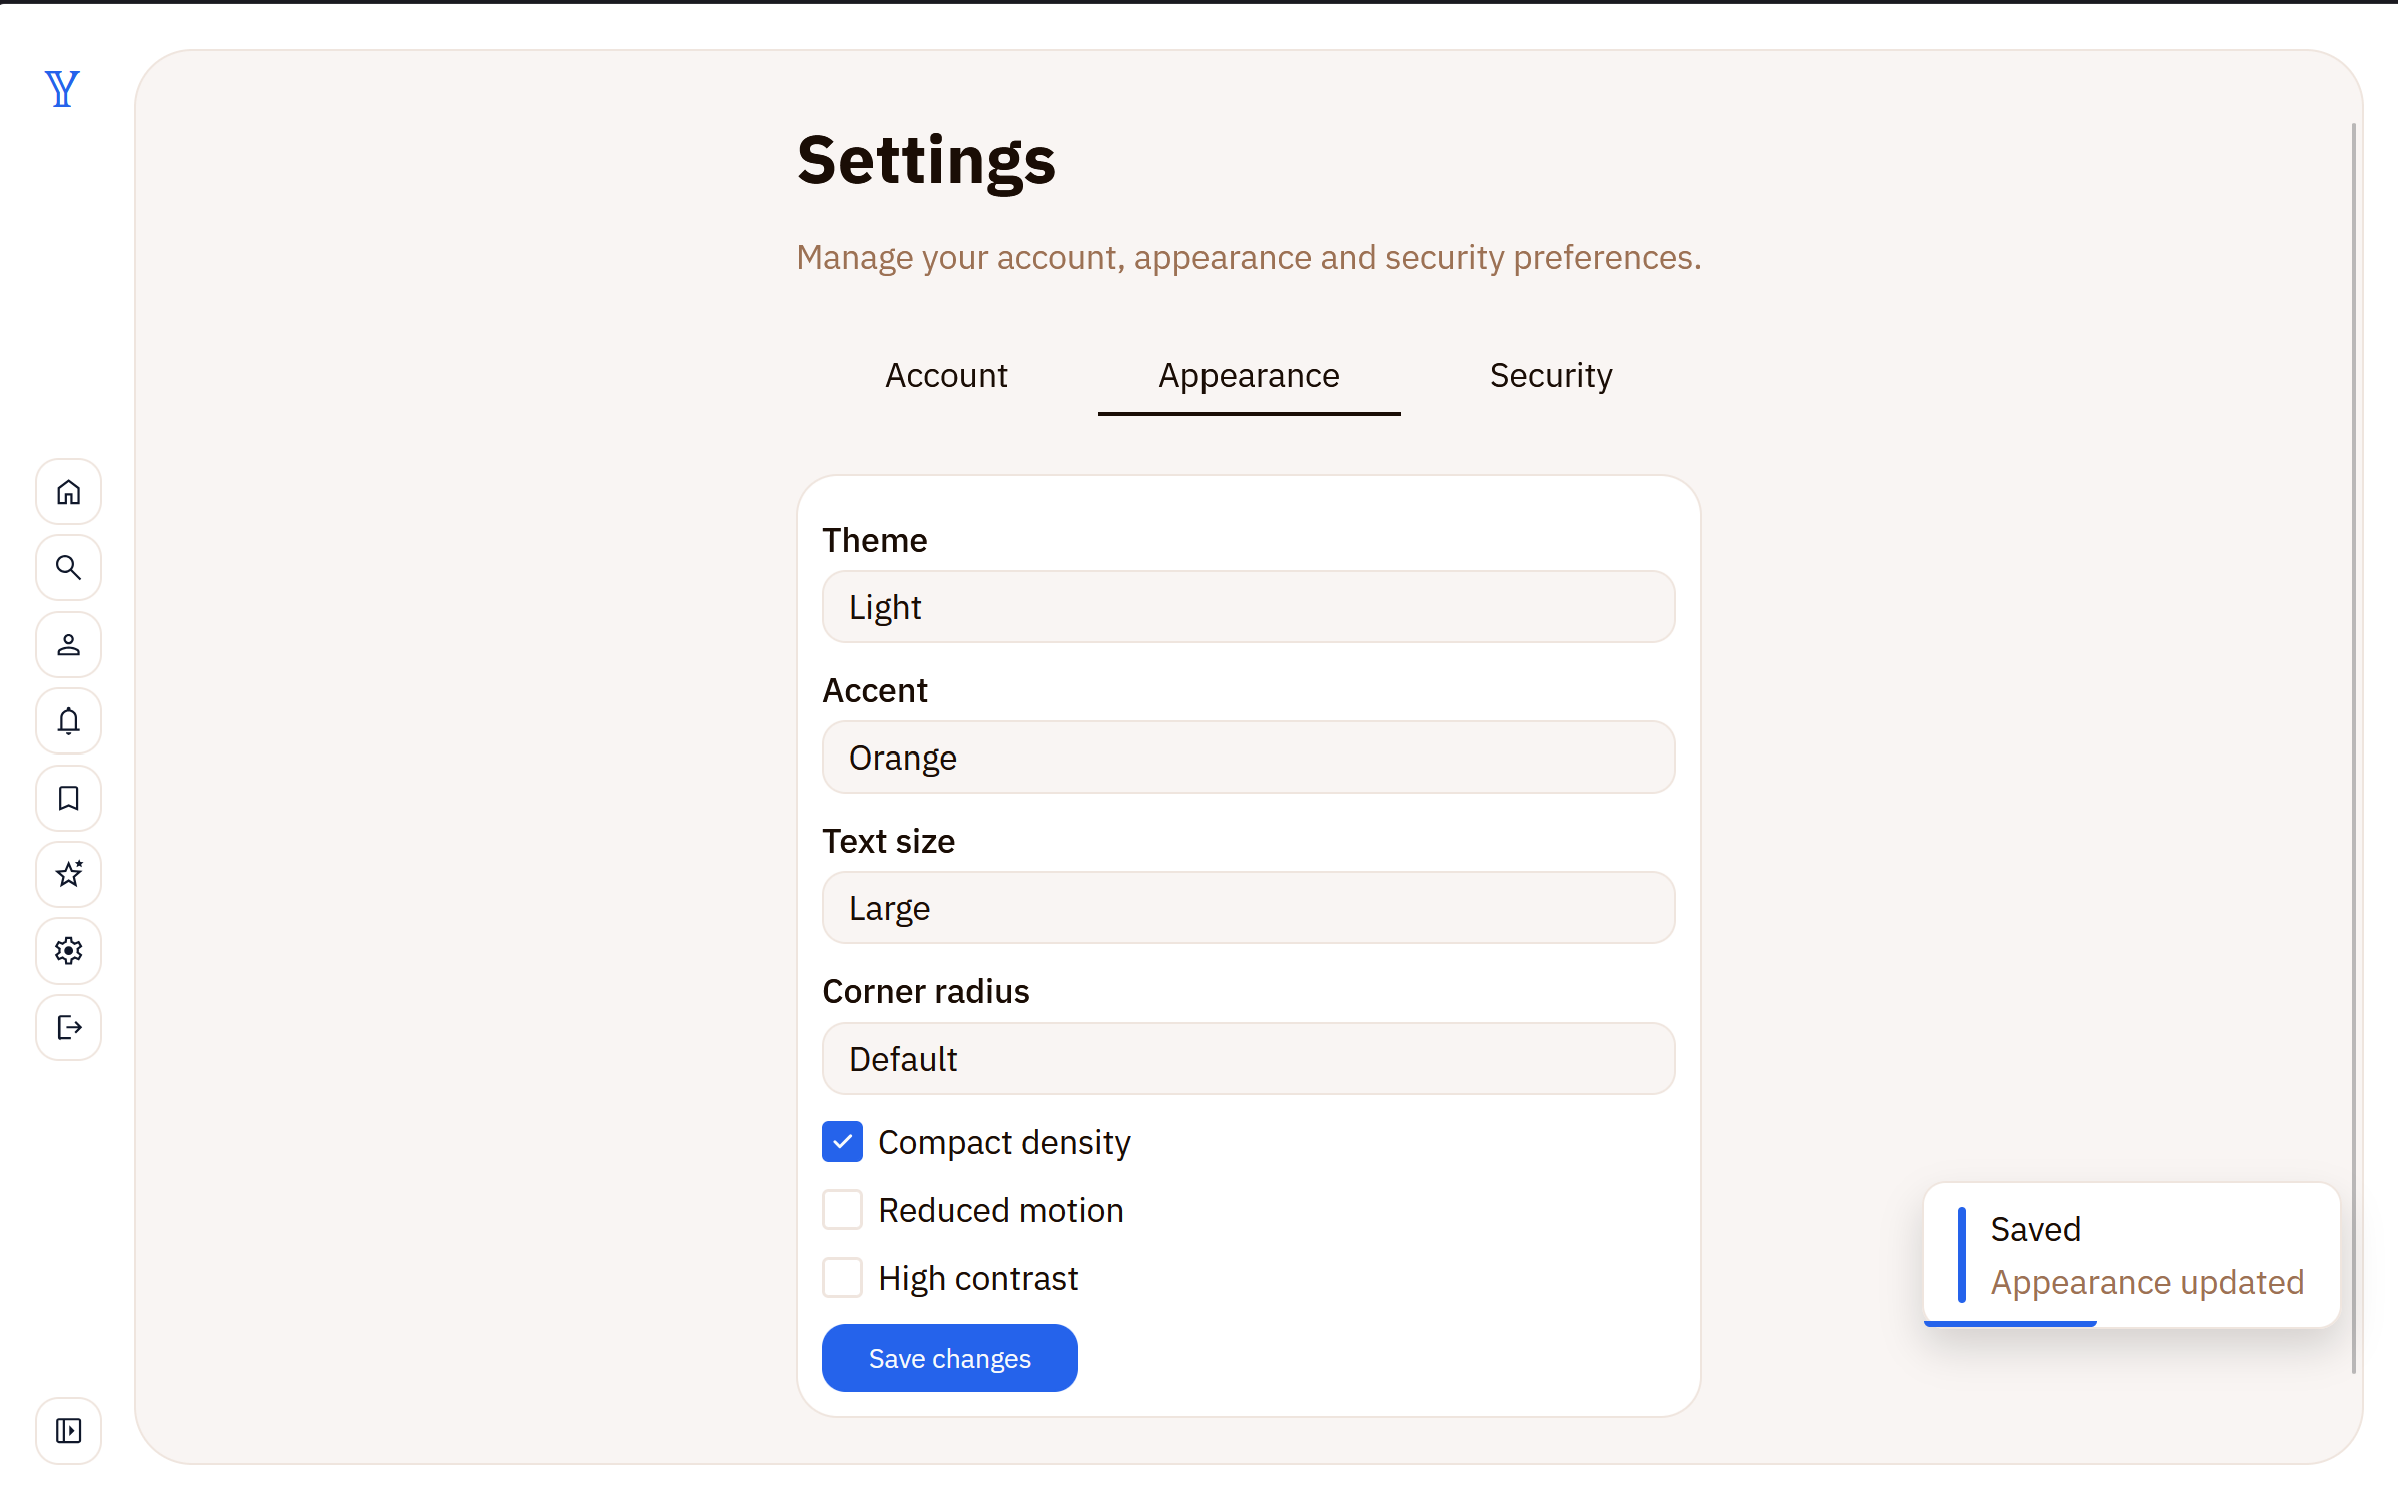 Y
Settings
Manage your account, appearance and security preferences.
Account
Appearance
Security
Theme
Light
Accent
Orange
Text size
Large
Corner radius
Default
Compact density
Reduced motion
High contrast
Save changes
Saved
Appearance updated